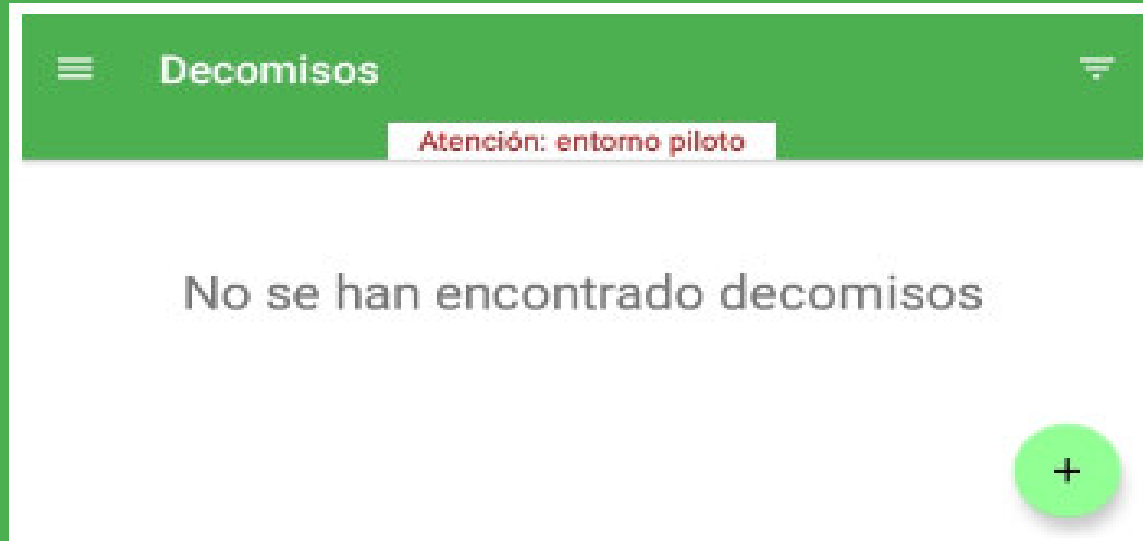 Decomisos
Atención: entorno piloto
No se han encontrado decomisos
+